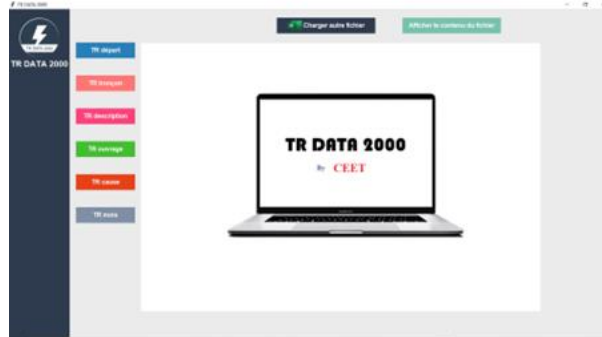 TR DATA 2000
Charger autre fichier
Afficher le contenu du fichier
TR DATA 2000
TR départ
TR tronçon
TR description
TR ouvrage
TR cause
TR mois
TR DATA 2000
By CEET